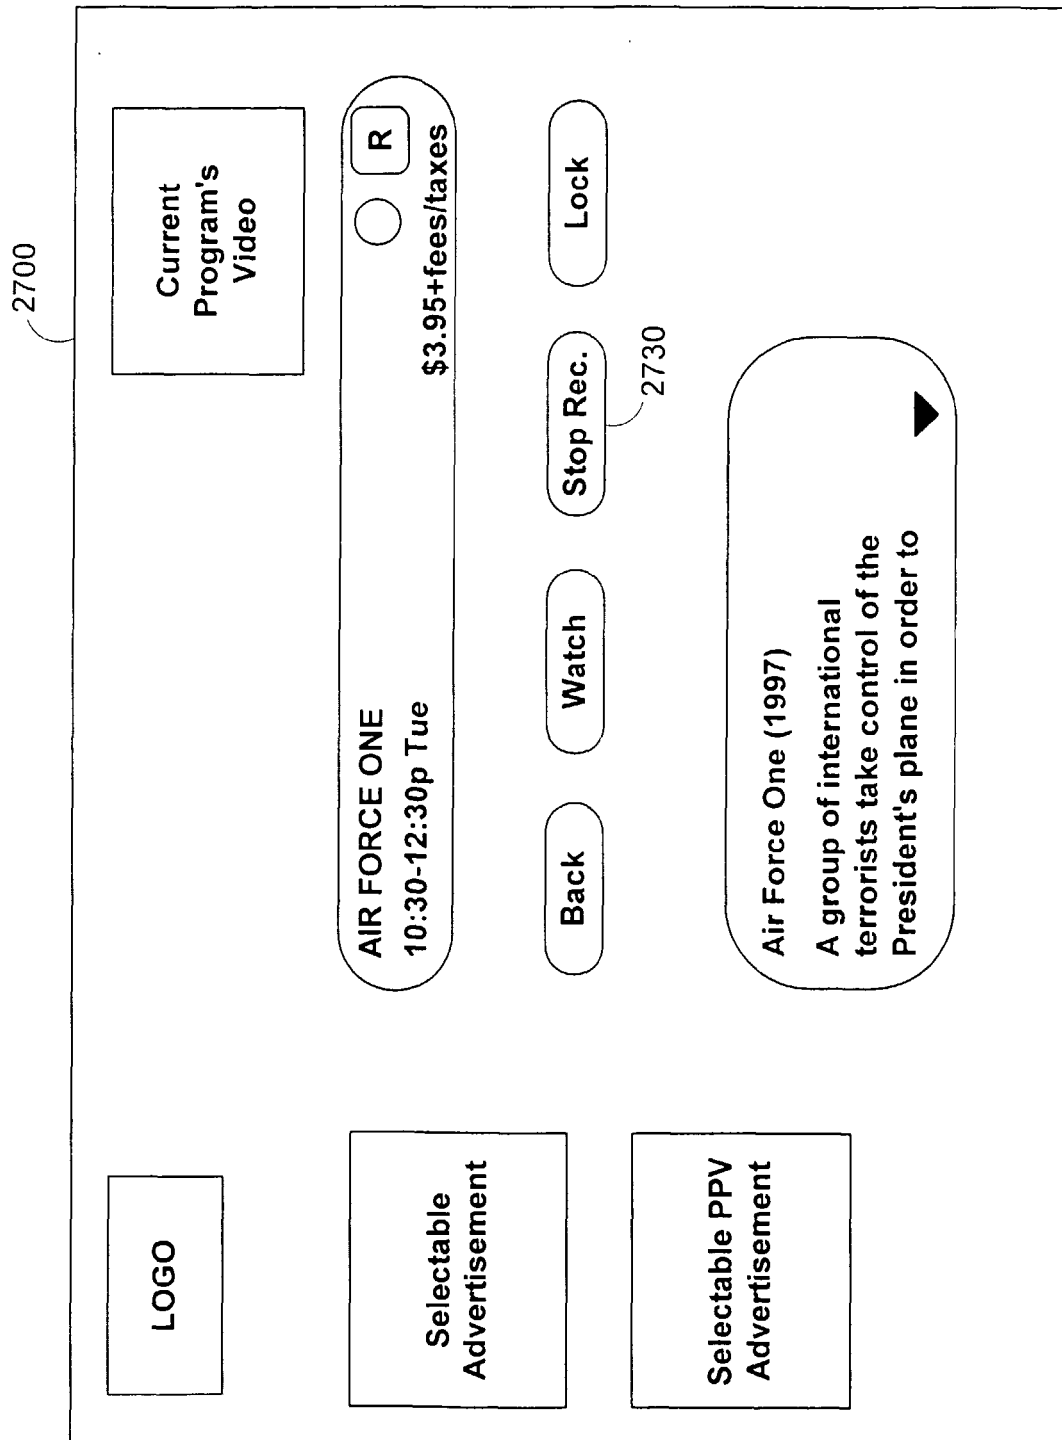 2700
LOGO
Current
Program's
Video
AIR FORCE ONE
R
10:30-12:30p Tue
$3.95+fees/taxes
Back
Watch
Stop Rec.
Lock
2730
Selectable
Advertisement
Selectable PPV
Advertisement
Air Force One (1997)
A group of international
terrorists take control of the
President's plane in order to